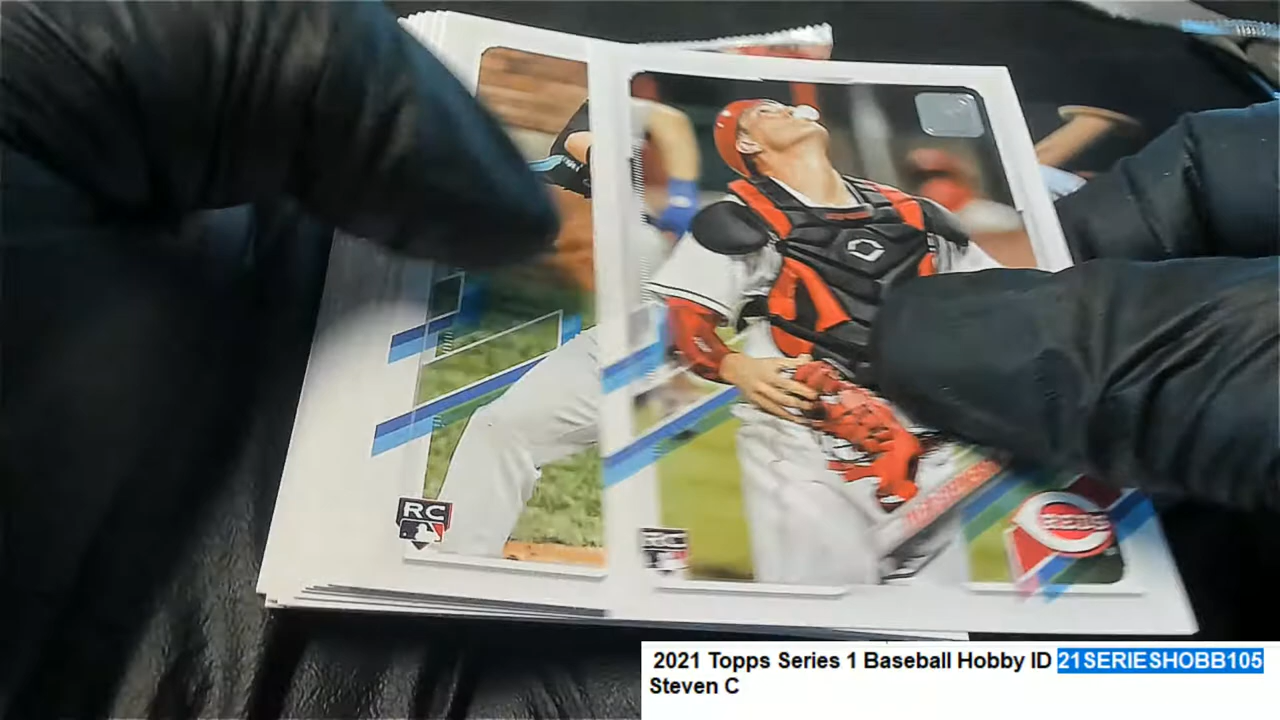 RC
RC
REDS
2021 Topps Series 1 Baseball Hobby ID 21SERIESHOBB105
Steven C